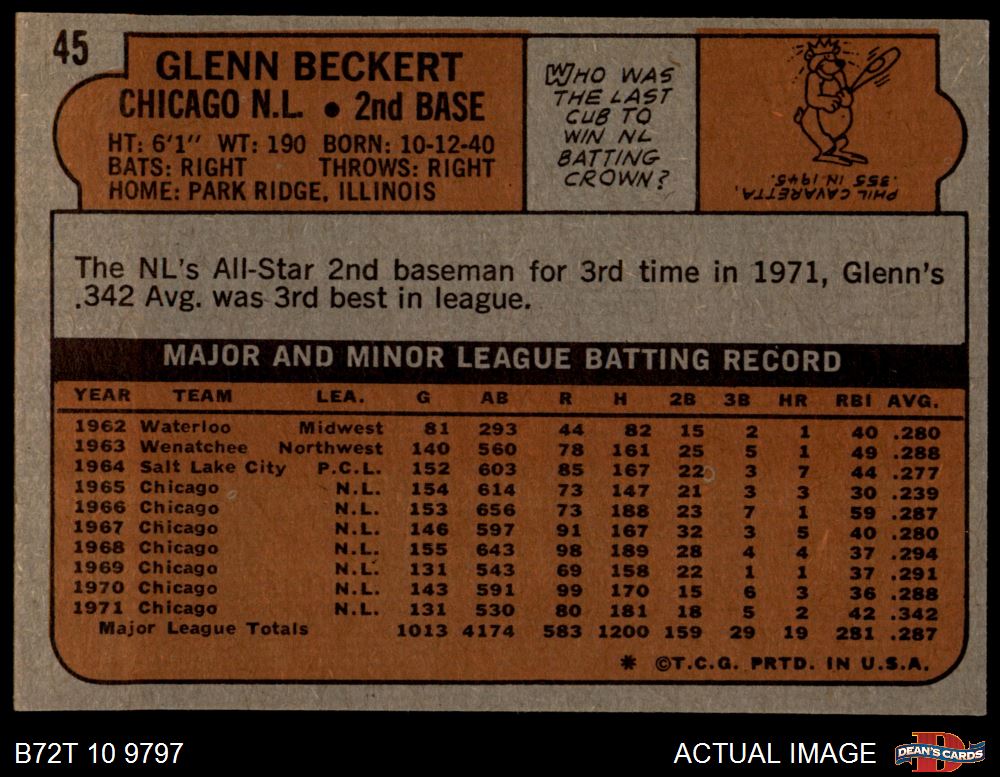 45
GLENN BECKERT
CHICAGO N.L. • 2nd BASE
HT: 6'1" WT: 190 BORN: 10-12-40
BATS: RIGHT THROWS: RIGHT
HOME: PARK RIDGE, ILLINOIS
WHO WAS
THE LAST
CUB TO
WIN NL
BATTING
CROWN?
PHIL CAVARETTA,
.355 IN 1945.
The NL's All-Star 2nd baseman for 3rd time in 1971, Glenn's
.342 Avg. was 3rd best in league.
MAJOR AND MINOR LEAGUE BATTING RECORD
YEAR TEAM LEA. G AB R H 2B 3B HR RBI AVG.
1962 Waterloo Midwest 81 293 44 82 15 2 1 40 .280
1963 Wenatchee Northwest 140 560 78 161 25 5 1 49 .288
1964 Salt Lake City P.C.L. 152 603 85 167 22 3 7 44 .277
1965 Chicago N.L. 154 614 73 147 21 3 3 30 .239
1966 Chicago N.L. 153 656 73 188 23 7 1 59 .287
1967 Chicago N.L. 146 597 91 167 32 3 5 40 .280
1968 Chicago N.L. 155 643 98 189 28 4 4 37 .294
1969 Chicago N.L. 131 543 69 158 22 1 1 37 .291
1970 Chicago N.L. 143 591 99 170 15 6 3 36 .288
1971 Chicago N.L. 131 530 80 181 18 5 2 42 .342
Major League Totals 1013 4174 583 1200 159 29 19 281 .287
* ©T.C.G. PRTD. IN U.S.A.
B72T 10 9797
ACTUAL IMAGE
D
DEAN'S CARDS